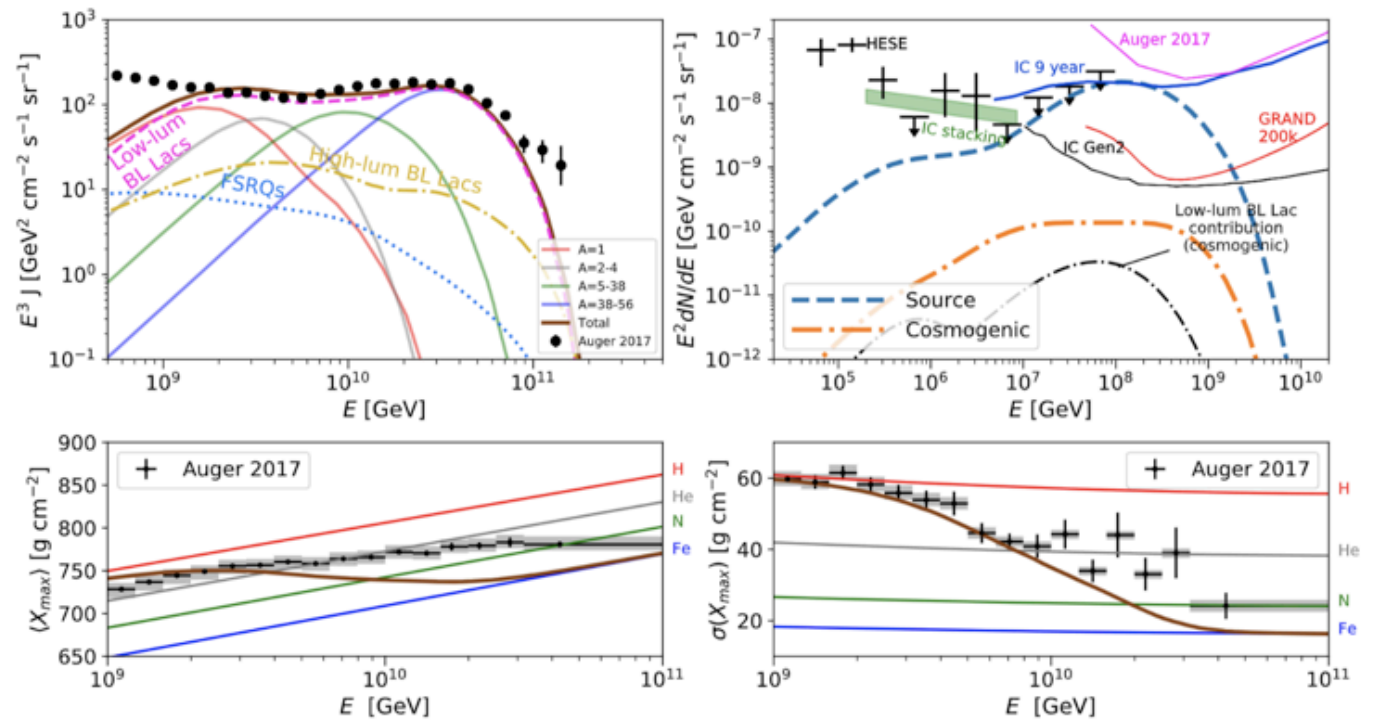 10³
10²
10¹
10⁰
10⁻¹
E³ J [GeV² cm⁻² s⁻¹ sr⁻¹]
Low-lum
BL Lacs
High-lum BL Lacs
FSRQs
A=1
A=2-4
A=5-38
A=38-56
Total
Auger 2017
10⁹
10¹⁰
10¹¹
E [GeV]
10⁻⁷
10⁻⁸
10⁻⁹
10⁻¹⁰
10⁻¹¹
10⁻¹²
E²dN/dE [GeV cm⁻² s⁻¹ sr⁻¹]
HESE
Auger 2017
IC 9 year
IC stacking
GRAND
200k
IC Gen2
Low-lum BL Lac
contribution
(cosmogenic)
Source
Cosmogenic
10⁵
10⁶
10⁷
10⁸
10⁹
10¹⁰
E [GeV]
900
850
800
750
700
650
⟨Xmax⟩ [g cm⁻²]
Auger 2017
H
He
N
Fe
10⁹
10¹⁰
10¹¹
E [GeV]
60
40
20
σ(Xmax) [g cm⁻²]
Auger 2017
H
He
N
Fe
10⁹
10¹⁰
10¹¹
E [GeV]